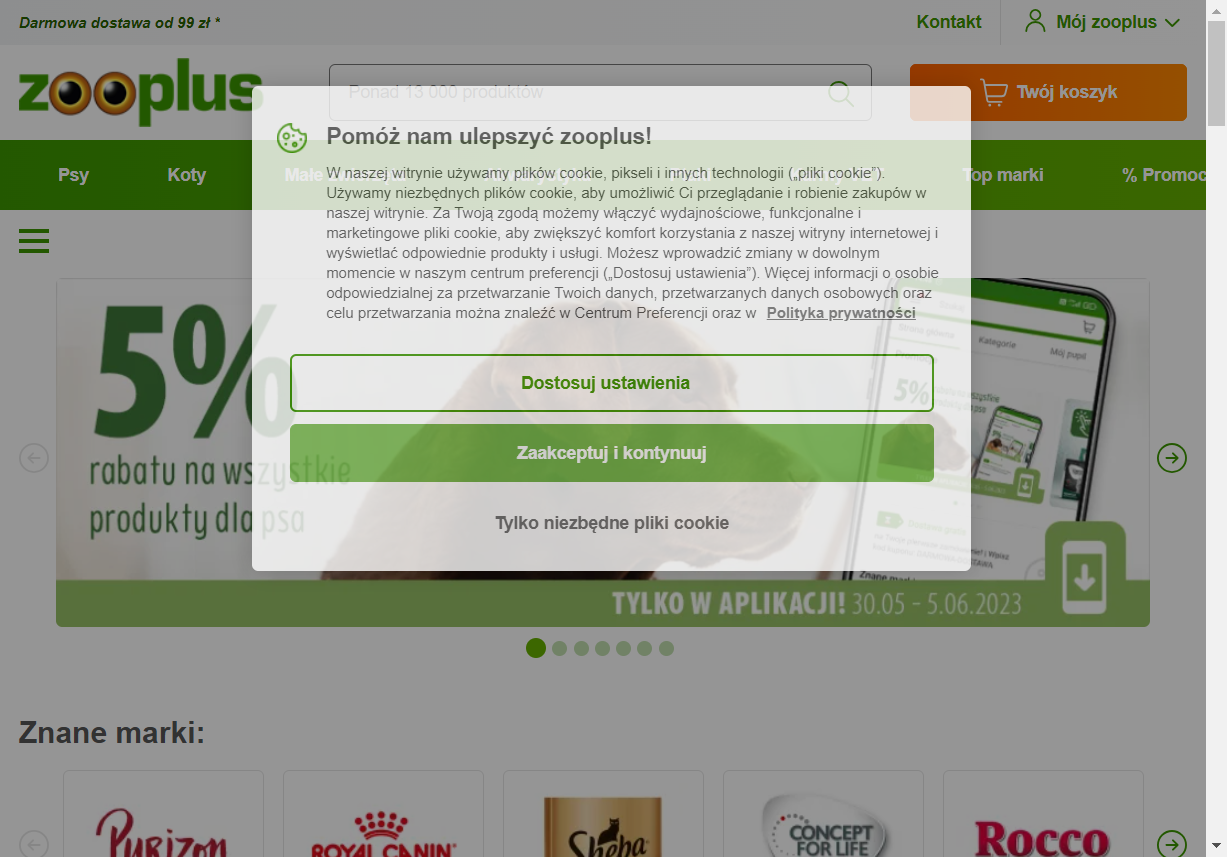 Darmowa dostawa od 99 zł *
Kontakt
Mój zooplus
zooplus
Ponad 13 000 produktów
Twój koszyk
Psy
Koty
Małe
Top marki
% Promoc
Pomóż nam ulepszyć zooplus!
W naszej witrynie używamy plików cookie, pikseli i innych technologii („pliki cookie”).
Używamy niezbędnych plików cookie, aby umożliwić Ci przeglądanie i robienie zakupów w
naszej witrynie. Za Twoją zgodą możemy włączyć wydajnościowe, funkcjonalne i
marketingowe pliki cookie, aby zwiększyć komfort korzystania z naszej witryny internetowej i
wyświetlać odpowiednie produkty i usługi. Możesz wprowadzić zmiany w dowolnym
momencie w naszym centrum preferencji („Dostosuj ustawienia”). Więcej informacji o osobie
odpowiedzialnej za przetwarzanie Twoich danych, przetwarzanych danych osobowych oraz
celu przetwarzania można znaleźć w Centrum Preferencji oraz w Polityka prywatności
Dostosuj ustawienia
Zaakceptuj i kontynuuj
Tylko niezbędne pliki cookie
5%
rabatu na wszystkie
produkty dla psa
Strona główna
Kategorie
Mój pupil
5%
Znane marki
TYLKO W APLIKACJI! 30.05 - 5.06.2023
Znane marki:
Purizon
ROYAL CANIN
Sheba
CONCEPT
FOR LIFE
Rocco